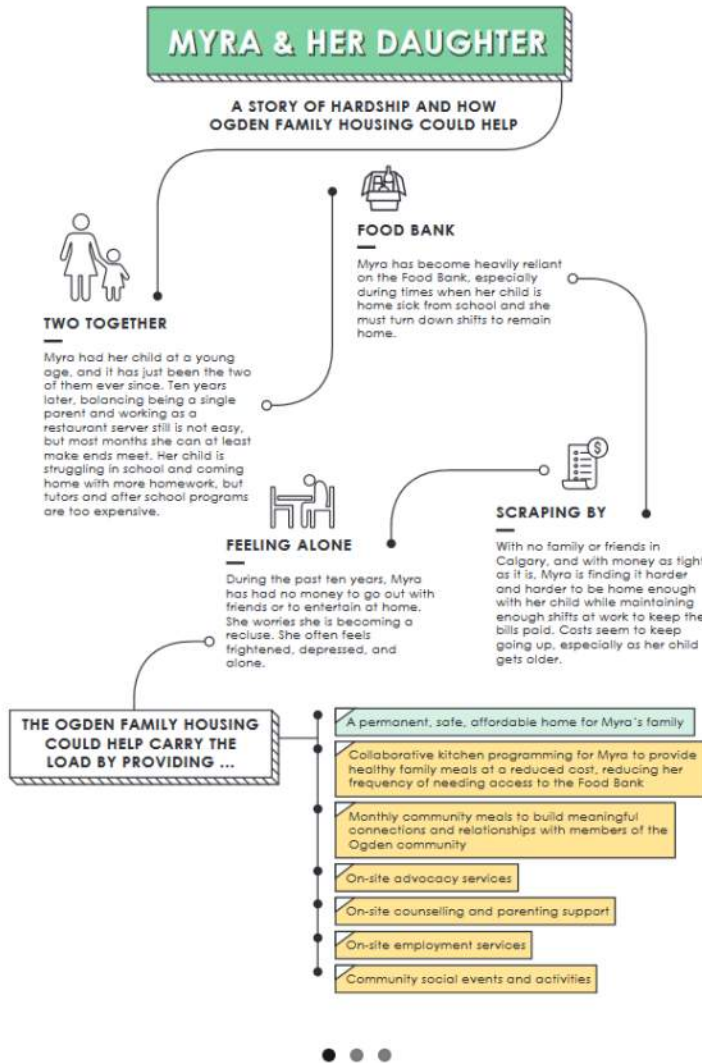 MYRA & HER DAUGHTER
A STORY OF HARDSHIP AND HOW
OGDEN FAMILY HOUSING COULD HELP
TWO TOGETHER
Myra had her child at a young
age, and it has just been the two
of them ever since. Ten years
later, balancing being a single
parent and working as a
restaurant server still is not easy,
but most months she can at least
make ends meet. Her child is
struggling in school and coming
home with more homework, but
tutors and after school programs
are too expensive.
FOOD BANK
Myra has become heavily reliant
on the Food Bank, especially
during times when her child is
home sick from school and she
must turn down shifts to remain
home.
$
SCRAPING BY
With no family or friends in
Calgary, and with money as tight
as it is, Myra is finding it harder
and harder to be home enough
with her child while maintaining
enough shifts at work to keep the
bills paid. Costs seem to keep
going up, especially as her child
gets older.
FEELING ALONE
During the past ten years, Myra
has had no money to go out with
friends or to entertain at home.
She worries she is becoming a
recluse. She often feels
frightened, depressed, and
alone.
THE OGDEN FAMILY HOUSING
COULD HELP CARRY THE
LOAD BY PROVIDING ...
A permanent, safe, affordable home for Myra's family
Collaborative kitchen programming for Myra to provide
healthy family meals at a reduced cost, reducing her
frequency of needing access to the Food Bank
Monthly community meals to build meaningful
connections and relationships with members of the
Ogden community
On-site advocacy services
On-site counselling and parenting support
On-site employment services
Community social events and activities